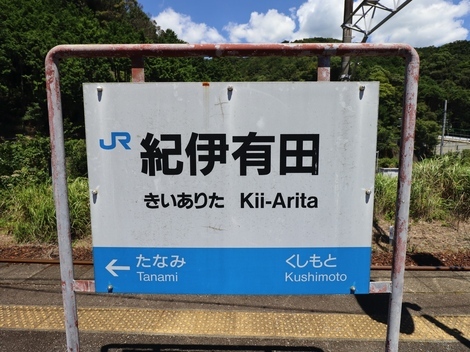 JR 紀伊有田
きいありた Kii-Arita
← たなみ くしもと
Tanami Kushimoto